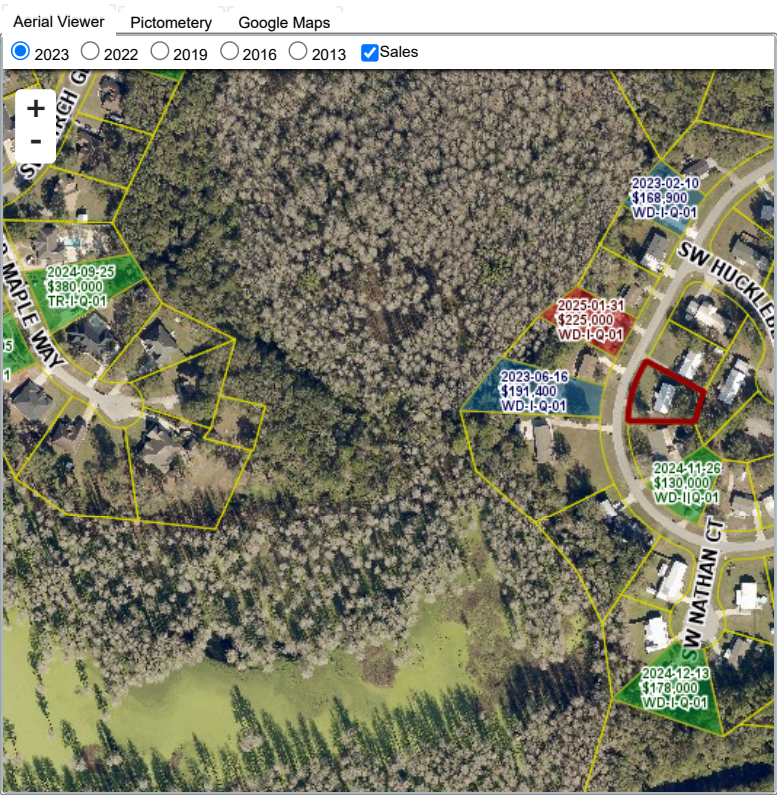 Aerial Viewer Pictometery Google Maps
2023 2022 2019 2016 2013 Sales
+
-
2023-02-10
$168,900
WD-I-Q-01
SW HUCKLEB
2024-09-25
$380,000
TR-I-Q-01
MAPLE WAY
2025-01-31
$225,000
WD-I-Q-01
2023-06-16
$191,400
WD-I-Q-01
2024-11-26
$130,000
WD-I-Q-01
SW NATHAN CT
2024-12-13
$178,000
WD-I-Q-01